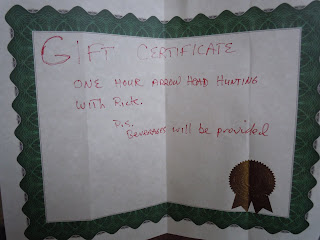 GIFT CERTIFICATE
ONE HOUR ARROW HEAD HUNTING
WITH RICK.
P.S.
BEVERAGES will be provided